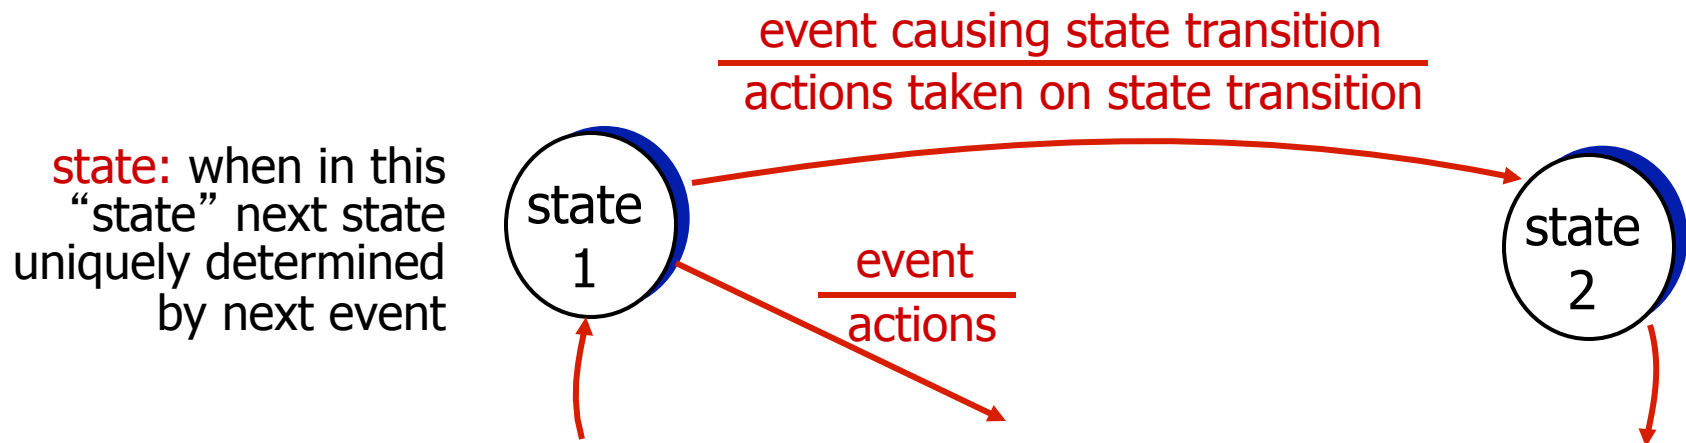 event causing state transition
actions taken on state transition
state: when in this
“state” next state
uniquely determined
by next event
state
1
event
actions
state
2